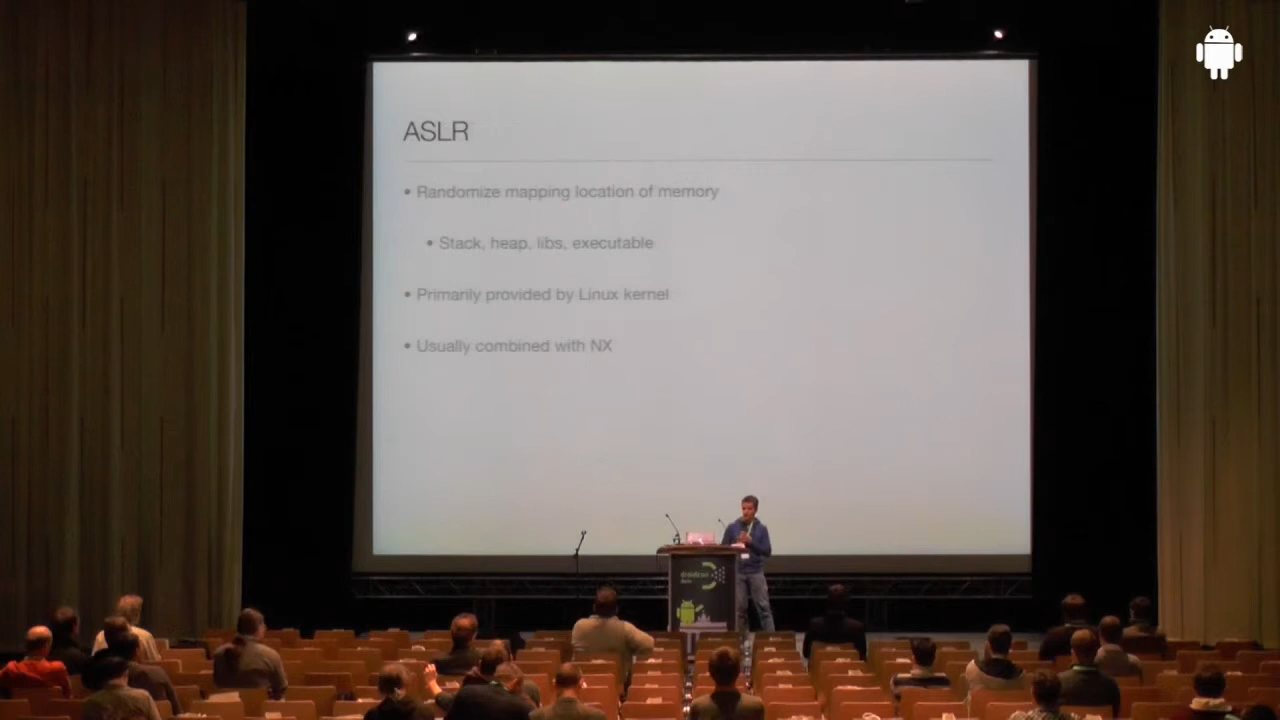 ASLR
• Randomize mapping location of memory
• Stack, heap, libs, executable
• Primarily provided by Linux kernel
• Usually combined with NX
droidcon